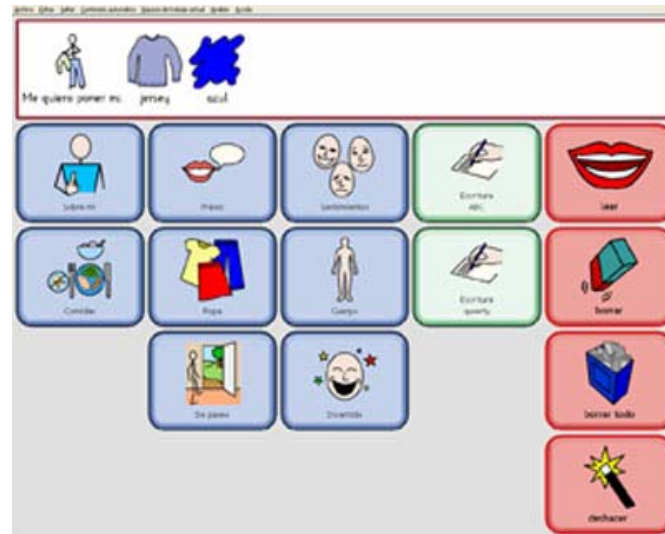 Me quiero poner mi jersey azul
Sobre mi Frases Sentimientos Escritura leer
ABC
Comidas Ropa Cuerpo Escritura borrar
qwerty
De paseo Divertido borrar todo
deshacer